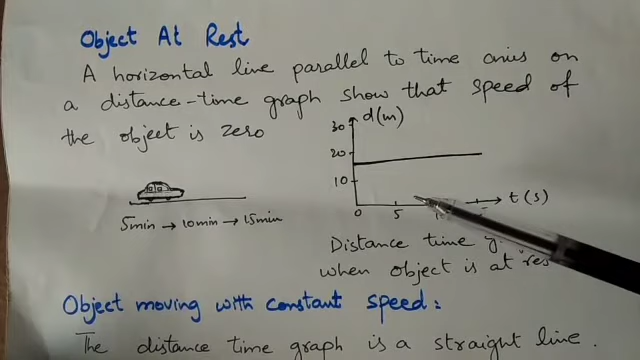 Object At Rest
A horizontal line parallel to time axies on
a distance-time graph show that speed of
the object is zero
30 d(m)
20
10
0 5 t(s)
5min → 10min → 15min
Distance time
when object is at
Object moving with constant speed:
The distance time graph is a straight line.